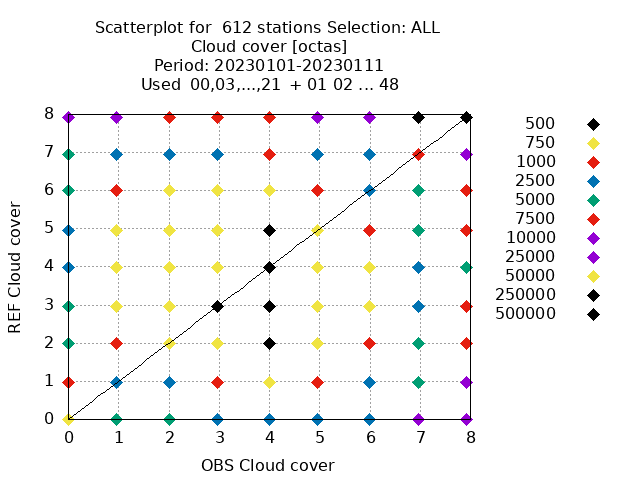 Scatterplot for  612 stations Selection: ALL
Cloud cover [octas]
Period: 20230101-20230111
Used  00,03,...,21  + 01 02 ... 48
REF Cloud cover
8
7
6
5
4
3
2
1
0
0 1 2 3 4 5 6 7 8
OBS Cloud cover
500
750
1000
2500
5000
7500
10000
25000
50000
250000
500000